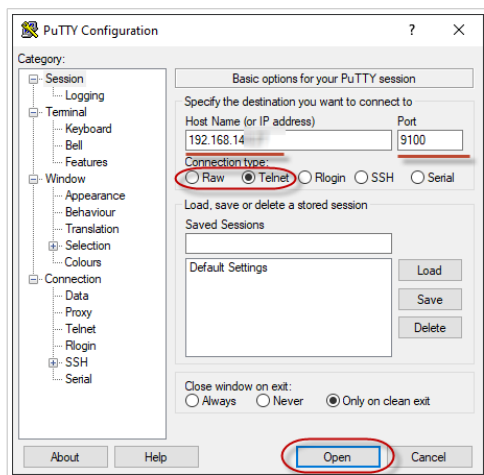 PuTTY Configuration ? ×
Category:
Session
Logging
Terminal
Keyboard
Bell
Features
Window
Appearance
Behaviour
Translation
Selection
Colours
Connection
Data
Proxy
Telnet
Rlogin
SSH
Serial
Basic options for your PuTTY session
Specify the destination you want to connect to
Host Name (or IP address) Port
192.168.14 9100
Connection type:
Raw Telnet Rlogin SSH Serial
Load, save or delete a stored session
Saved Sessions
Default Settings
Load
Save
Delete
Close window on exit:
Always Never Only on clean exit
About Help Open Cancel